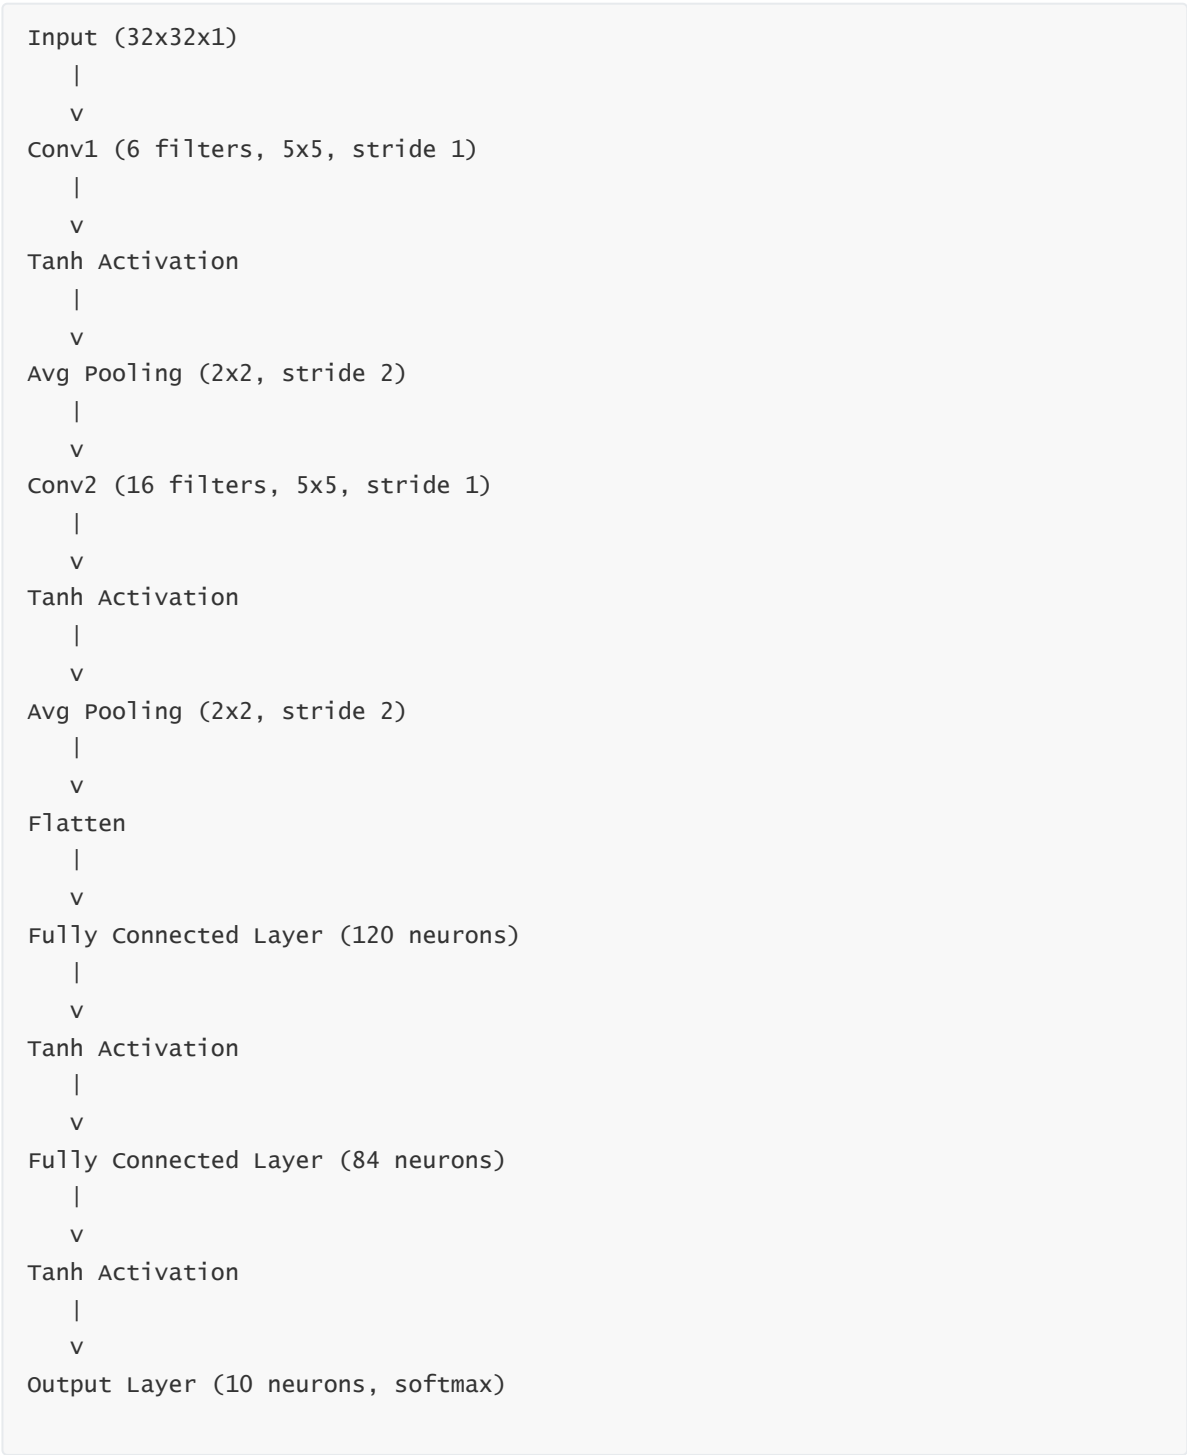 Input (32x32x1)
|
v
Conv1 (6 filters, 5x5, stride 1)
|
v
Tanh Activation
|
v
Avg Pooling (2x2, stride 2)
|
v
Conv2 (16 filters, 5x5, stride 1)
|
v
Tanh Activation
|
v
Avg Pooling (2x2, stride 2)
|
v
Flatten
|
v
Fully Connected Layer (120 neurons)
|
v
Tanh Activation
|
v
Fully Connected Layer (84 neurons)
|
v
Tanh Activation
|
v
Output Layer (10 neurons, softmax)